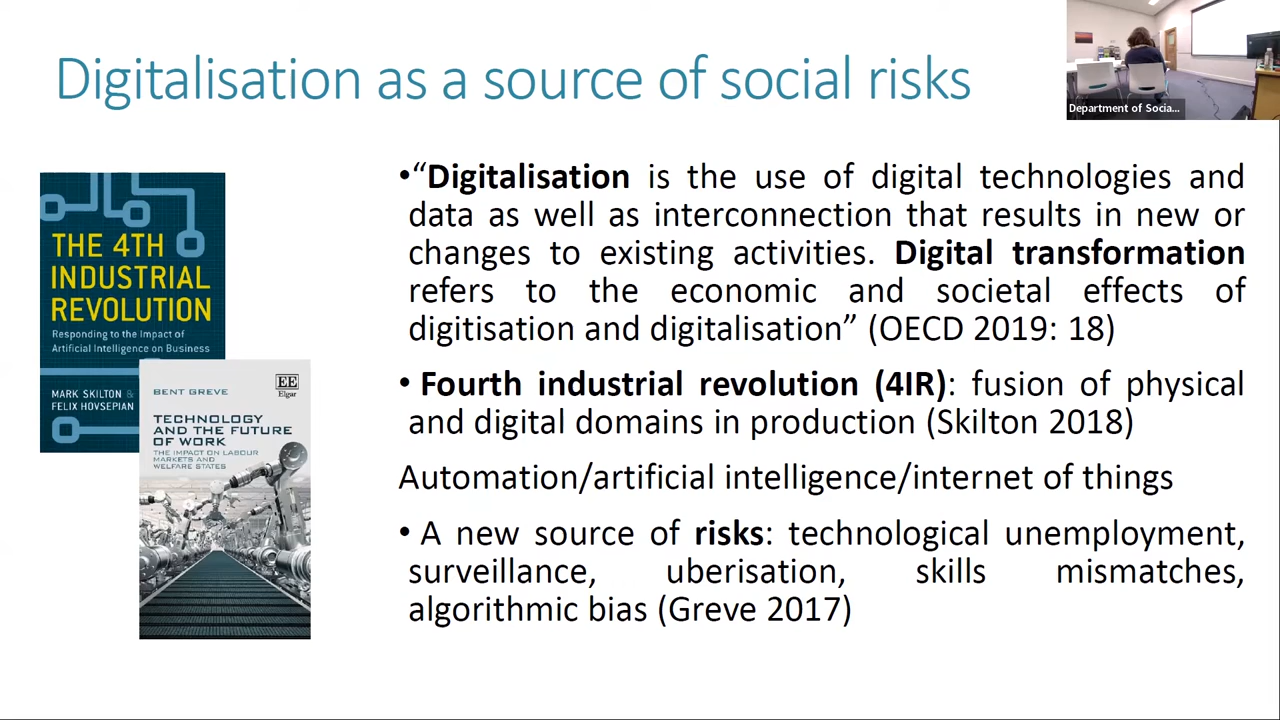 Digitalisation as a source of social risks
Department of Socia...
THE 4TH
INDUSTRIAL
REVOLUTION
Responding to the Impact of
Artificial Intelligence on Business
MARK SKILTON &
FELIX HOVSEPIAN
BENT GREVE
EE
Elgar
TECHNOLOGY
AND THE FUTURE
OF WORK
THE IMPACT ON LABOUR
MARKETS AND
WELFARE STATES
•“Digitalisation is the use of digital technologies and
data as well as interconnection that results in new or
changes to existing activities. Digital transformation
refers to the economic and societal effects of
digitisation and digitalisation” (OECD 2019: 18)
• Fourth industrial revolution (4IR): fusion of physical
and digital domains in production (Skilton 2018)
Automation/artificial intelligence/internet of things
• A new source of risks: technological unemployment,
surveillance, uberisation, skills mismatches,
algorithmic bias (Greve 2017)